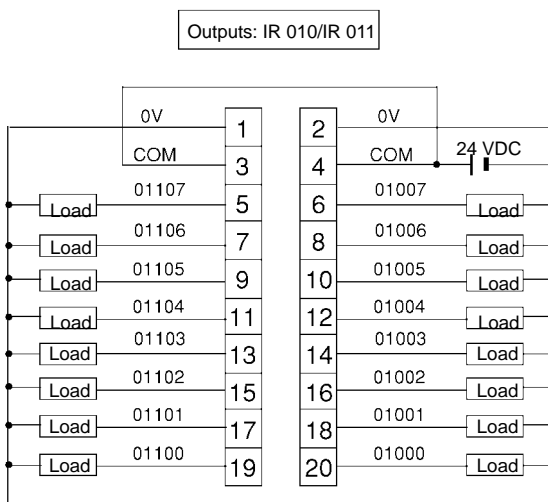 Outputs: IR 010/IR 011
0V 1 2 0V
COM 3 4 COM 24 VDC
Load 01107 5 6 01007 Load
Load 01106 7 8 01006 Load
Load 01105 9 10 01005 Load
Load 01104 11 12 01004 Load
Load 01103 13 14 01003 Load
Load 01102 15 16 01002 Load
Load 01101 17 18 01001 Load
Load 01100 19 20 01000 Load